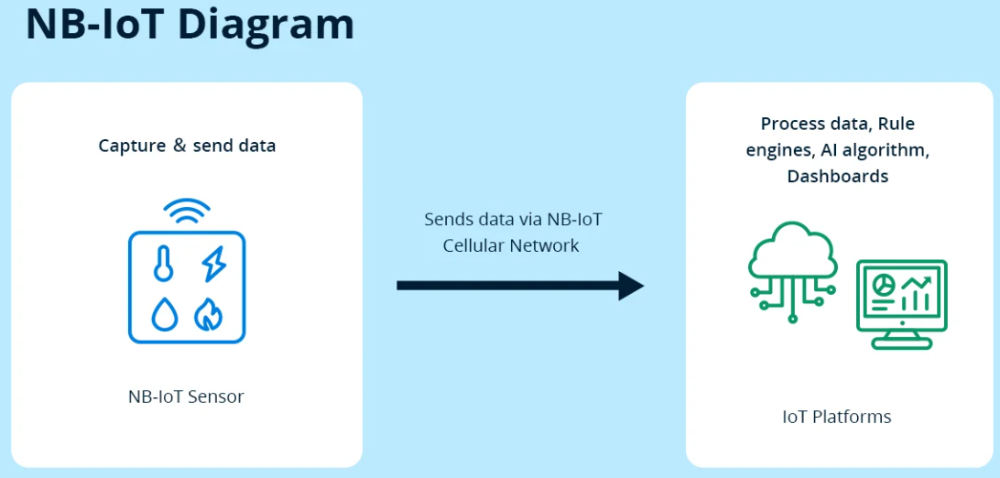 NB-IoT Diagram
Capture & send data
NB-IoT Sensor
Sends data via NB-IoT
Cellular Network
Process data, Rule
engines, AI algorithm,
Dashboards
IoT Platforms